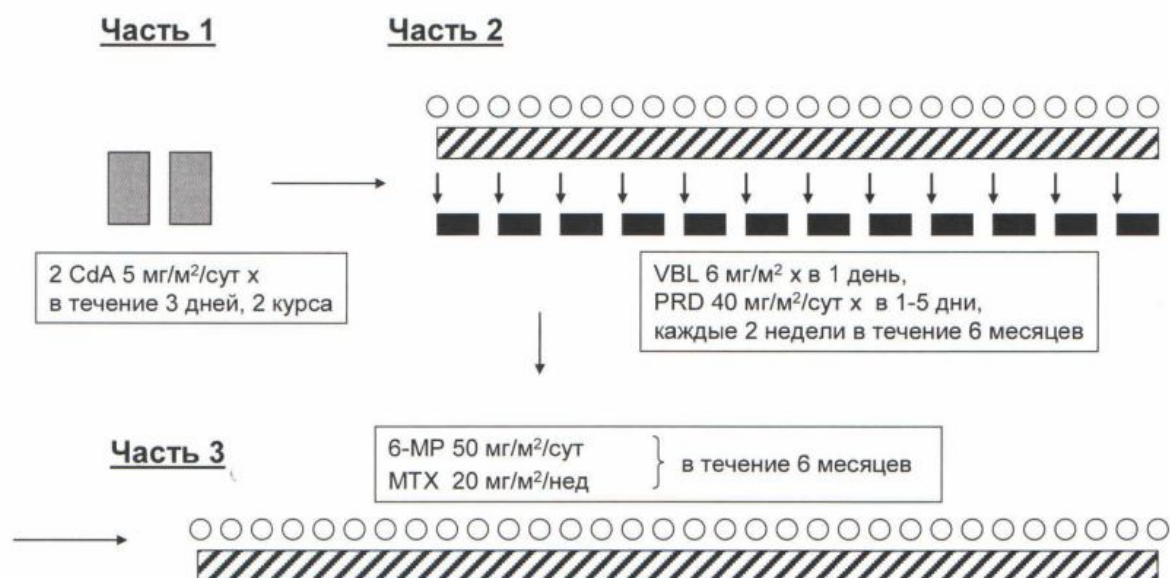 Часть 1
Часть 2
2 CdA 5 мг/м²/сут х
в течение 3 дней, 2 курса
VBL 6 мг/м² х в 1 день,
PRD 40 мг/м²/сут х в 1-5 дни,
каждые 2 недели в течение 6 месяцев
Часть 3
6-MP 50 мг/м²/сут
MTX 20 мг/м²/нед
в течение 6 месяцев